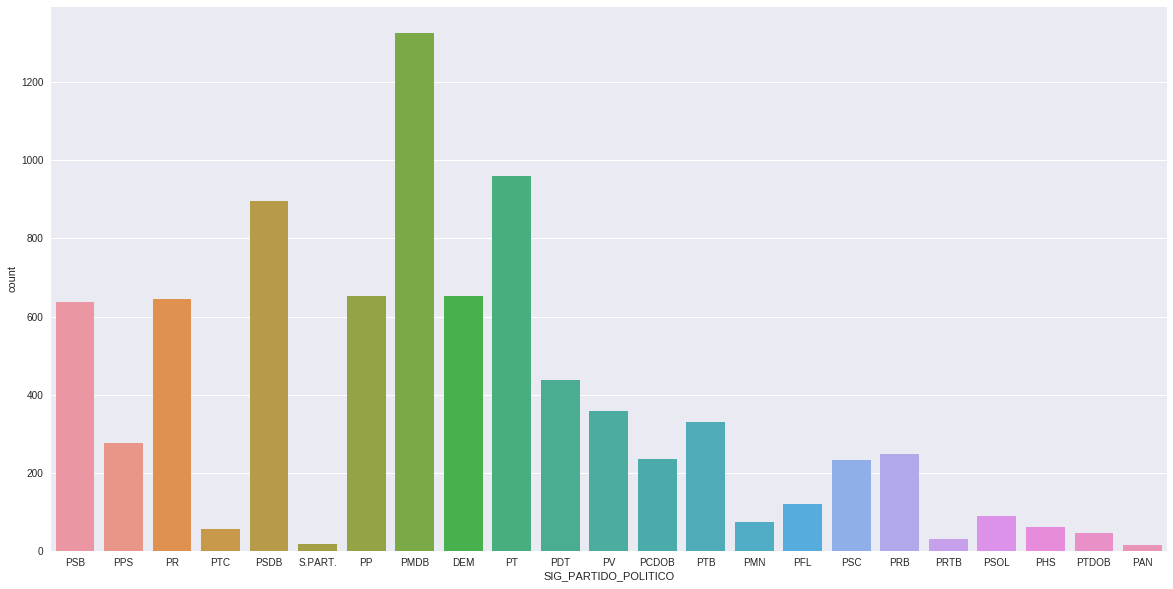 1200
1000
800
600
400
200
0
count
PSB PPS PR PTC PSDB S.PART. PP PMDB DEM PT PDT PV PCDOB PTB PMN PFL PSC PRB PRTB PSOL PHS PTDOB PAN
SIG_PARTIDO_POLITICO